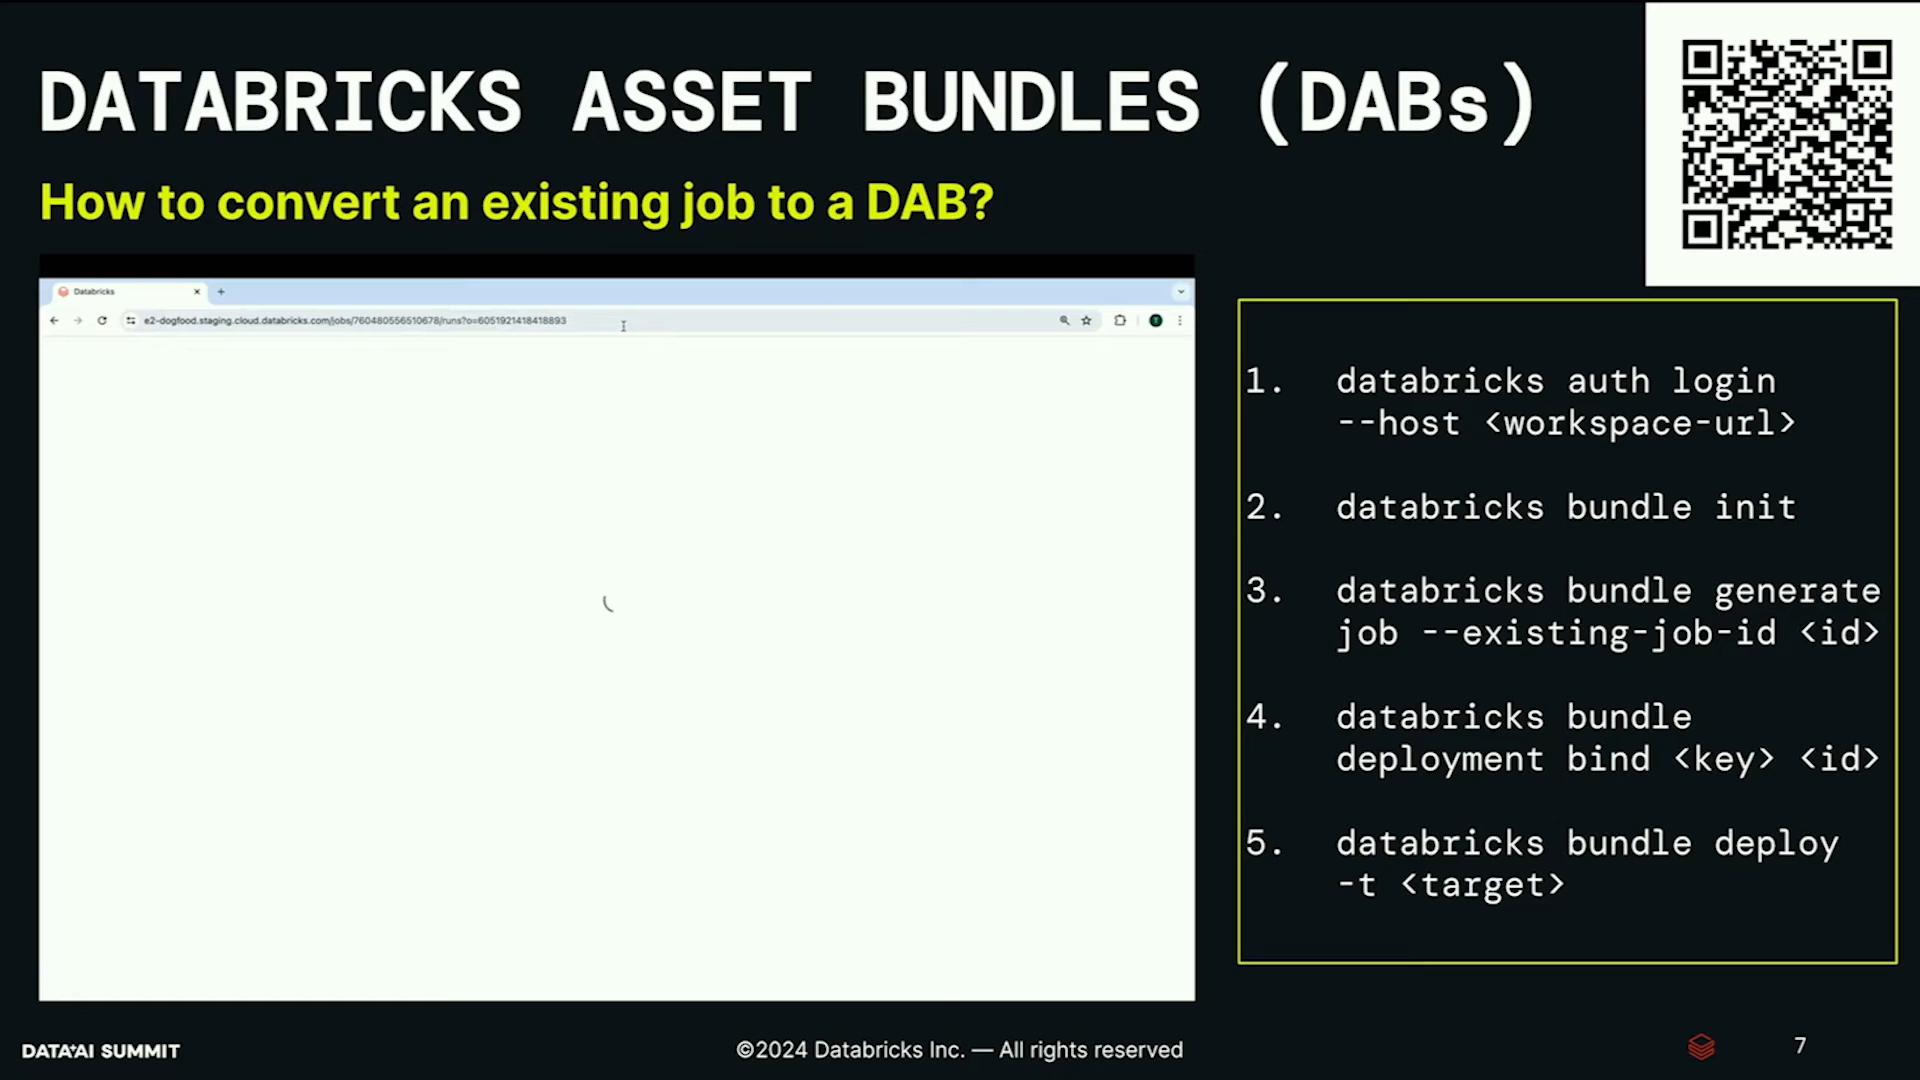 DATABRICKS ASSET BUNDLES (DABs)
How to convert an existing job to a DAB?
Databricks
e2-dogfood.staging.cloud.databricks.com/jobs/760480556510678/runs?o=6051921418418893
1. databricks auth login
--host <workspace-url>
2. databricks bundle init
3. databricks bundle generate
job --existing-job-id <id>
4. databricks bundle
deployment bind <key> <id>
5. databricks bundle deploy
-t <target>
DATA+AI SUMMIT
©2024 Databricks Inc. — All rights reserved
7